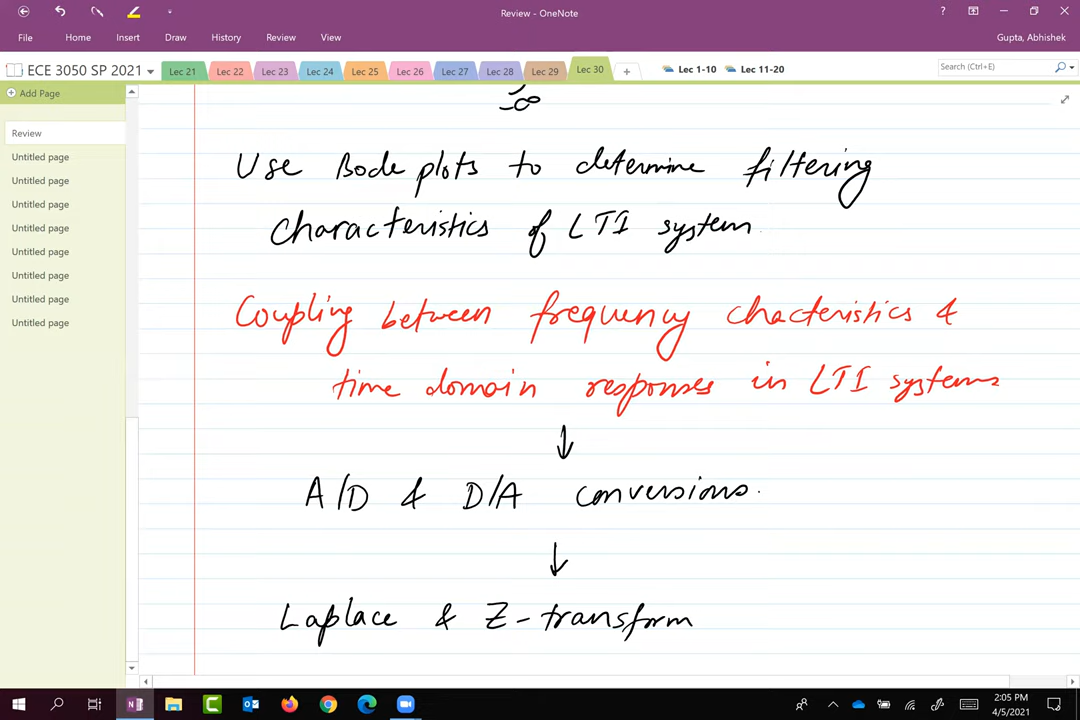 Review - OneNote
?
File Home Insert Draw History Review View
Gupta, Abhishek
ECE 3050 SP 2021
Lec 21 Lec 22 Lec 23 Lec 24 Lec 25 Lec 26 Lec 27 Lec 28 Lec 29 Lec 30 + Lec 1-10 Lec 11-20
Search (Ctrl+E)
Add Page
Review
Untitled page
Untitled page
Untitled page
Untitled page
Untitled page
Untitled page
Untitled page
Untitled page
-∞
Use Bode plots to determine filtering
characteristics of LTI system.
Coupling between frequency chacteristics &
time domain responses in LTI systems
↓
A/D & D/A conversions.
↓
Laplace & Z-transform
2:05 PM
4/5/2021